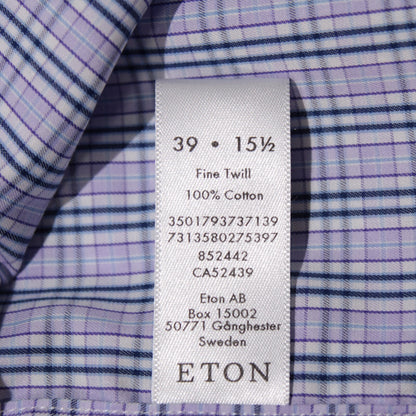 39 • 15½
Fine Twill
100% Cotton
3501793737139
7313580275397
852442
CA52439
Eton AB
Box 15002
50771 Gånghester
Sweden
ETON